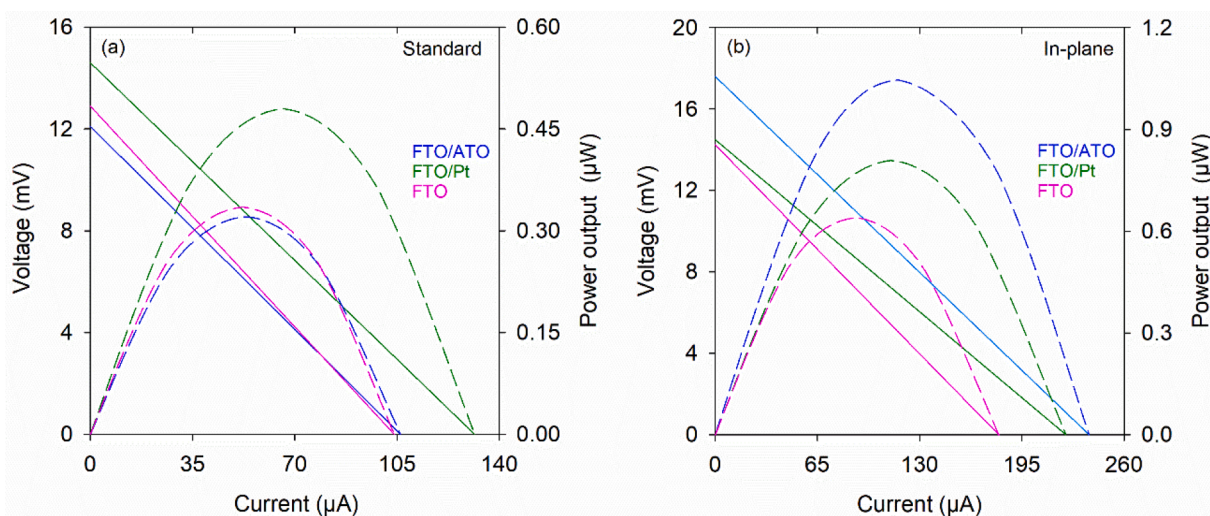 (a)
Standard
16
12
8
4
0
Voltage (mV)
0.60
0.45
0.30
0.15
0.00
Power output (µW)
FTO/ATO
FTO/Pt
FTO
0 35 70 105 140
Current (µA)
(b)
In-plane
20
16
12
8
4
0
Voltage (mV)
1.2
0.9
0.6
0.3
0.0
Power output (µW)
FTO/ATO
FTO/Pt
FTO
0 65 130 195 260
Current (µA)